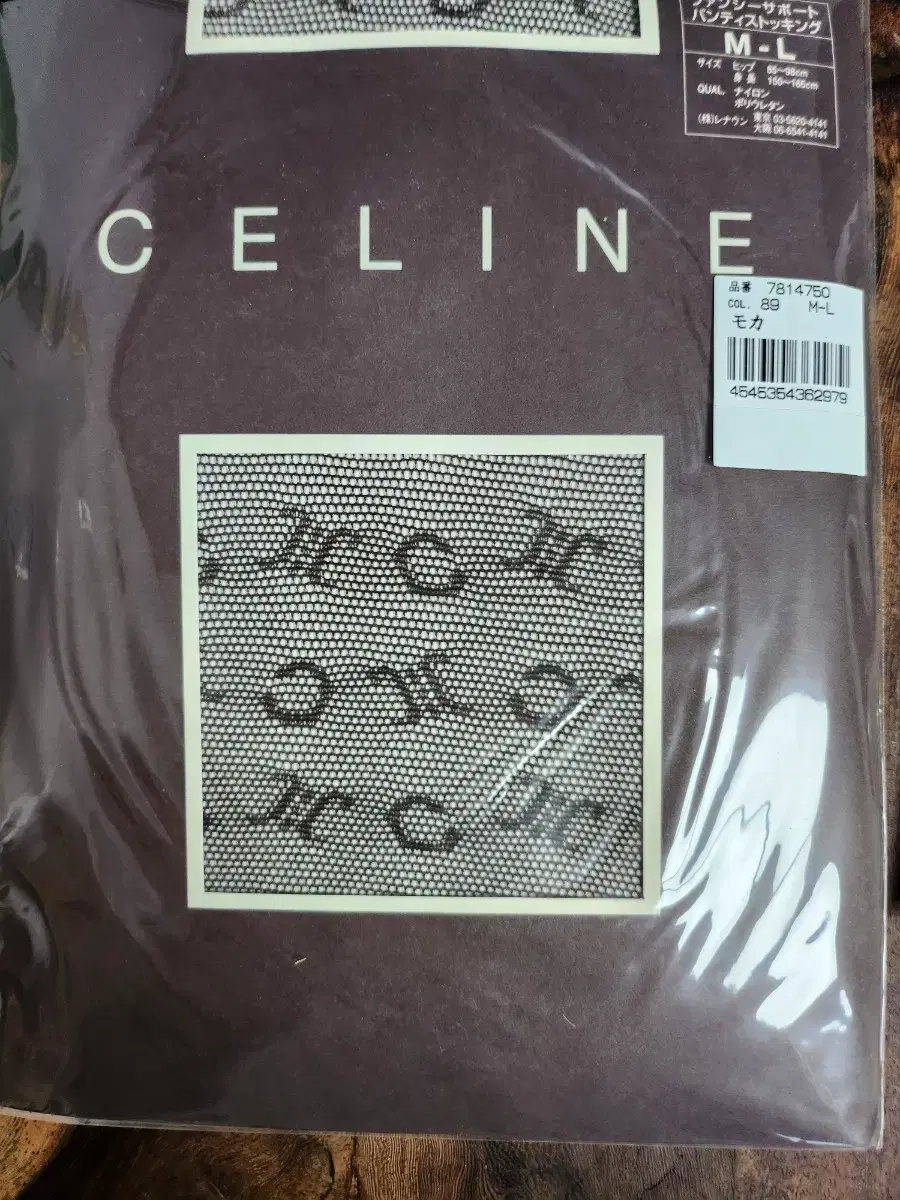 ファンシーサポート
パンティストッキング
M - L
サイズ ヒップ 85～98cm
身長 150～165cm
QUAL. ナイロン
ポリウレタン
(株)レナウン 東京 03-5620-4141
大阪 06-6541-4141
CELINE
品番 7814750
COL. 89 M-L
モカ
4545354362979